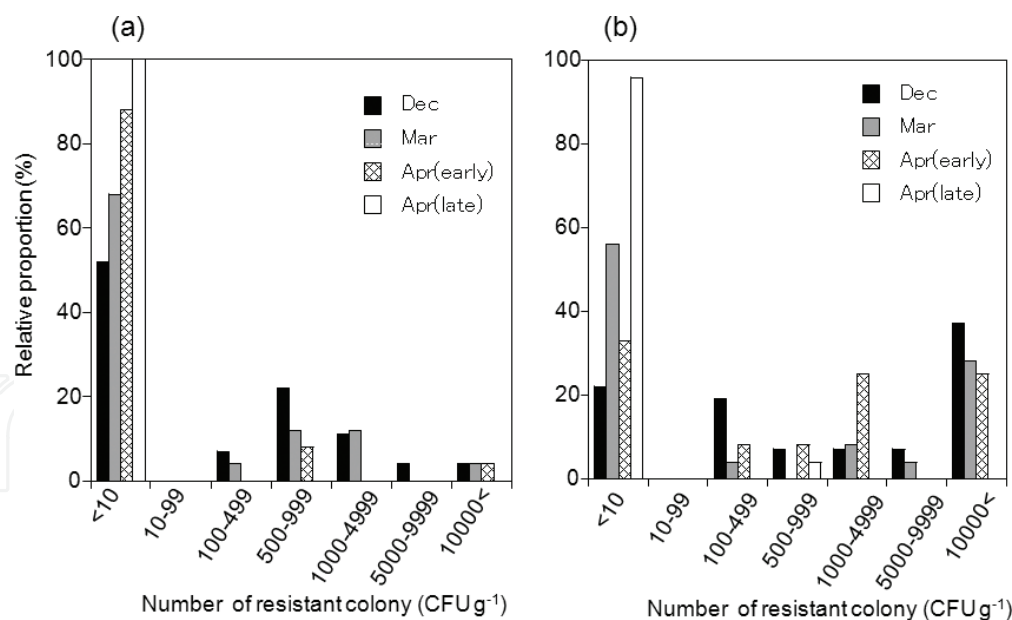 (a)
Relative proportion (%)
100
80
60
40
20
0
Dec
Mar
Apr(early)
Apr(late)
<10
10-99
100-499
500-999
1000-4999
5000-9999
10000<
Number of resistant colony (CFU g-1)
(b)
100
80
60
40
20
0
Dec
Mar
Apr(early)
Apr(late)
<10
10-99
100-499
500-999
1000-4999
5000-9999
10000<
Number of resistant colony (CFU g-1)